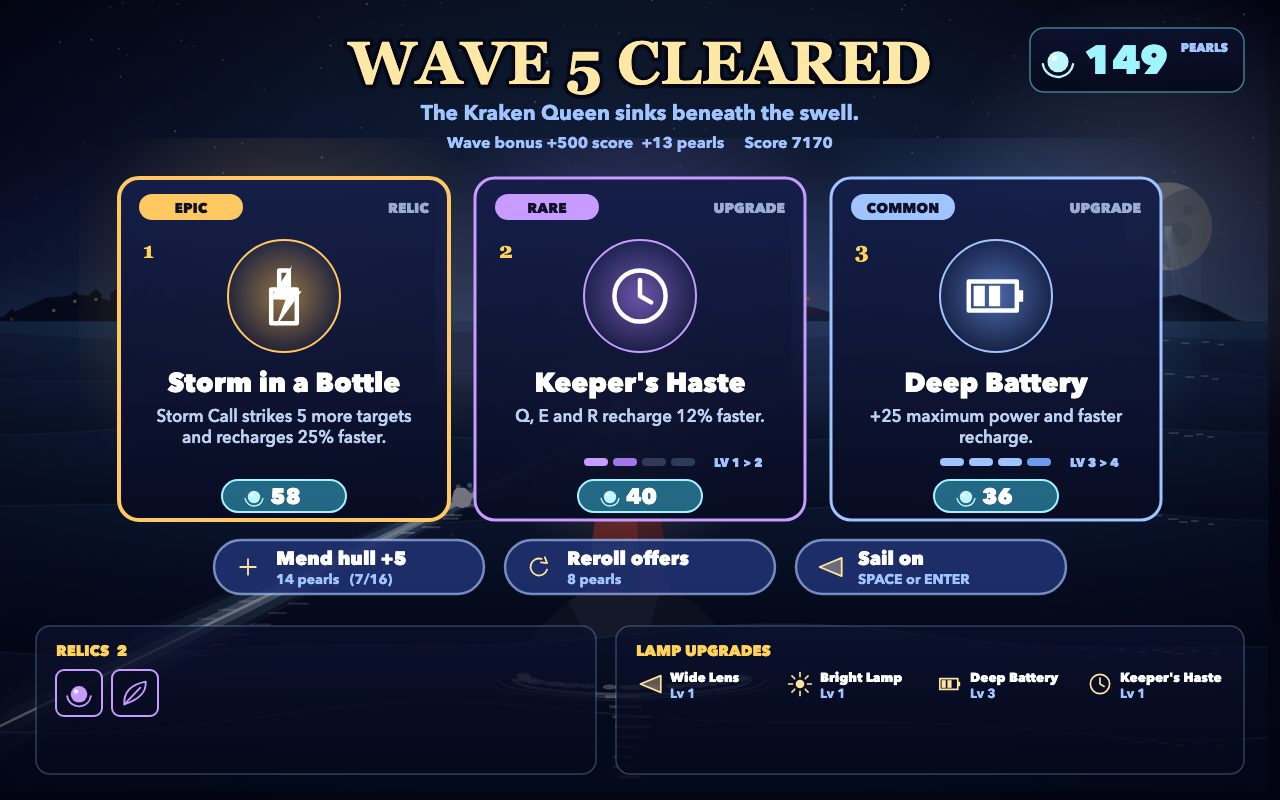 WAVE 5 CLEARED
149 PEARLS
The Kraken Queen sinks beneath the swell.
Wave bonus +500 score +13 pearls Score 7170
EPIC RELIC
1
Storm in a Bottle
Storm Call strikes 5 more targets
and recharges 25% faster.
58
RARE UPGRADE
2
Keeper's Haste
Q, E and R recharge 12% faster.
LV 1 > 2
40
COMMON UPGRADE
3
Deep Battery
+25 maximum power and faster
recharge.
LV 3 > 4
36
Mend hull +5
14 pearls (7/16)
Reroll offers
8 pearls
Sail on
SPACE or ENTER
RELICS 2
LAMP UPGRADES
Wide Lens
Lv 1
Bright Lamp
Lv 1
Deep Battery
Lv 3
Keeper's Haste
Lv 1